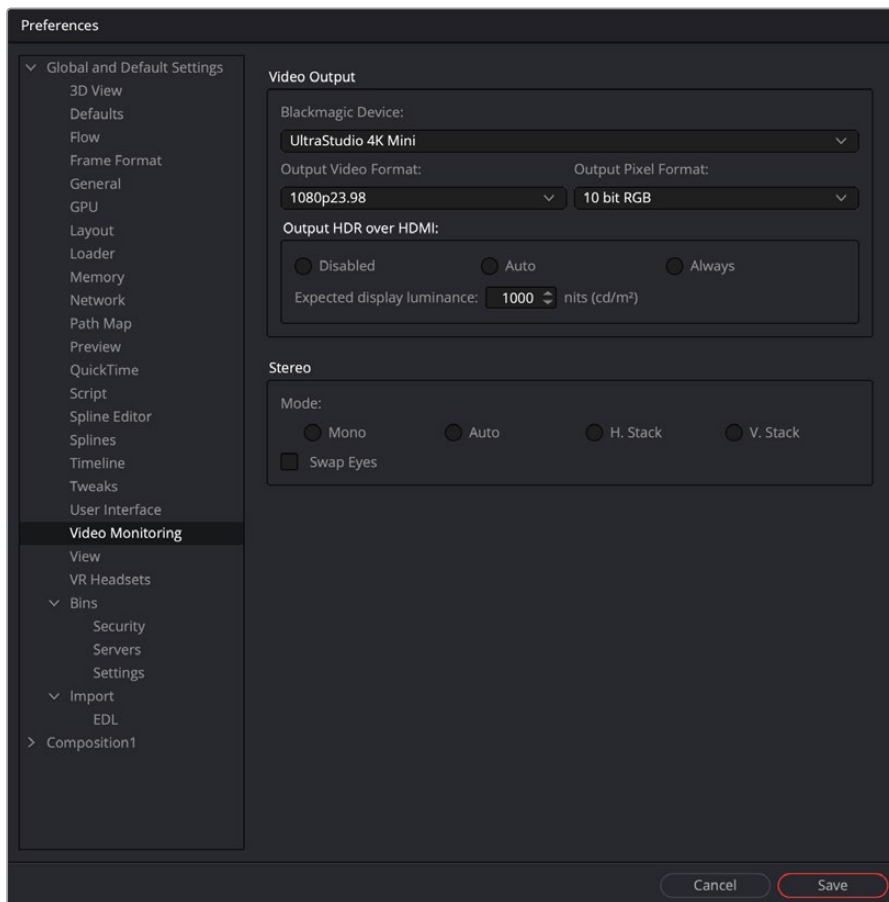 Preferences
Global and Default Settings
3D View
Defaults
Flow
Frame Format
General
GPU
Layout
Loader
Memory
Network
Path Map
Preview
QuickTime
Script
Spline Editor
Splines
Timeline
Tweaks
User Interface
Video Monitoring
View
VR Headsets
Bins
Security
Servers
Settings
Import
EDL
Composition1
Video Output
Blackmagic Device:
UltraStudio 4K Mini
Output Video Format: Output Pixel Format:
1080p23.98 10 bit RGB
Output HDR over HDMI:
Disabled Auto Always
Expected display luminance: 1000 nits (cd/m²)
Stereo
Mode:
Mono Auto H. Stack V. Stack
Swap Eyes
Cancel Save